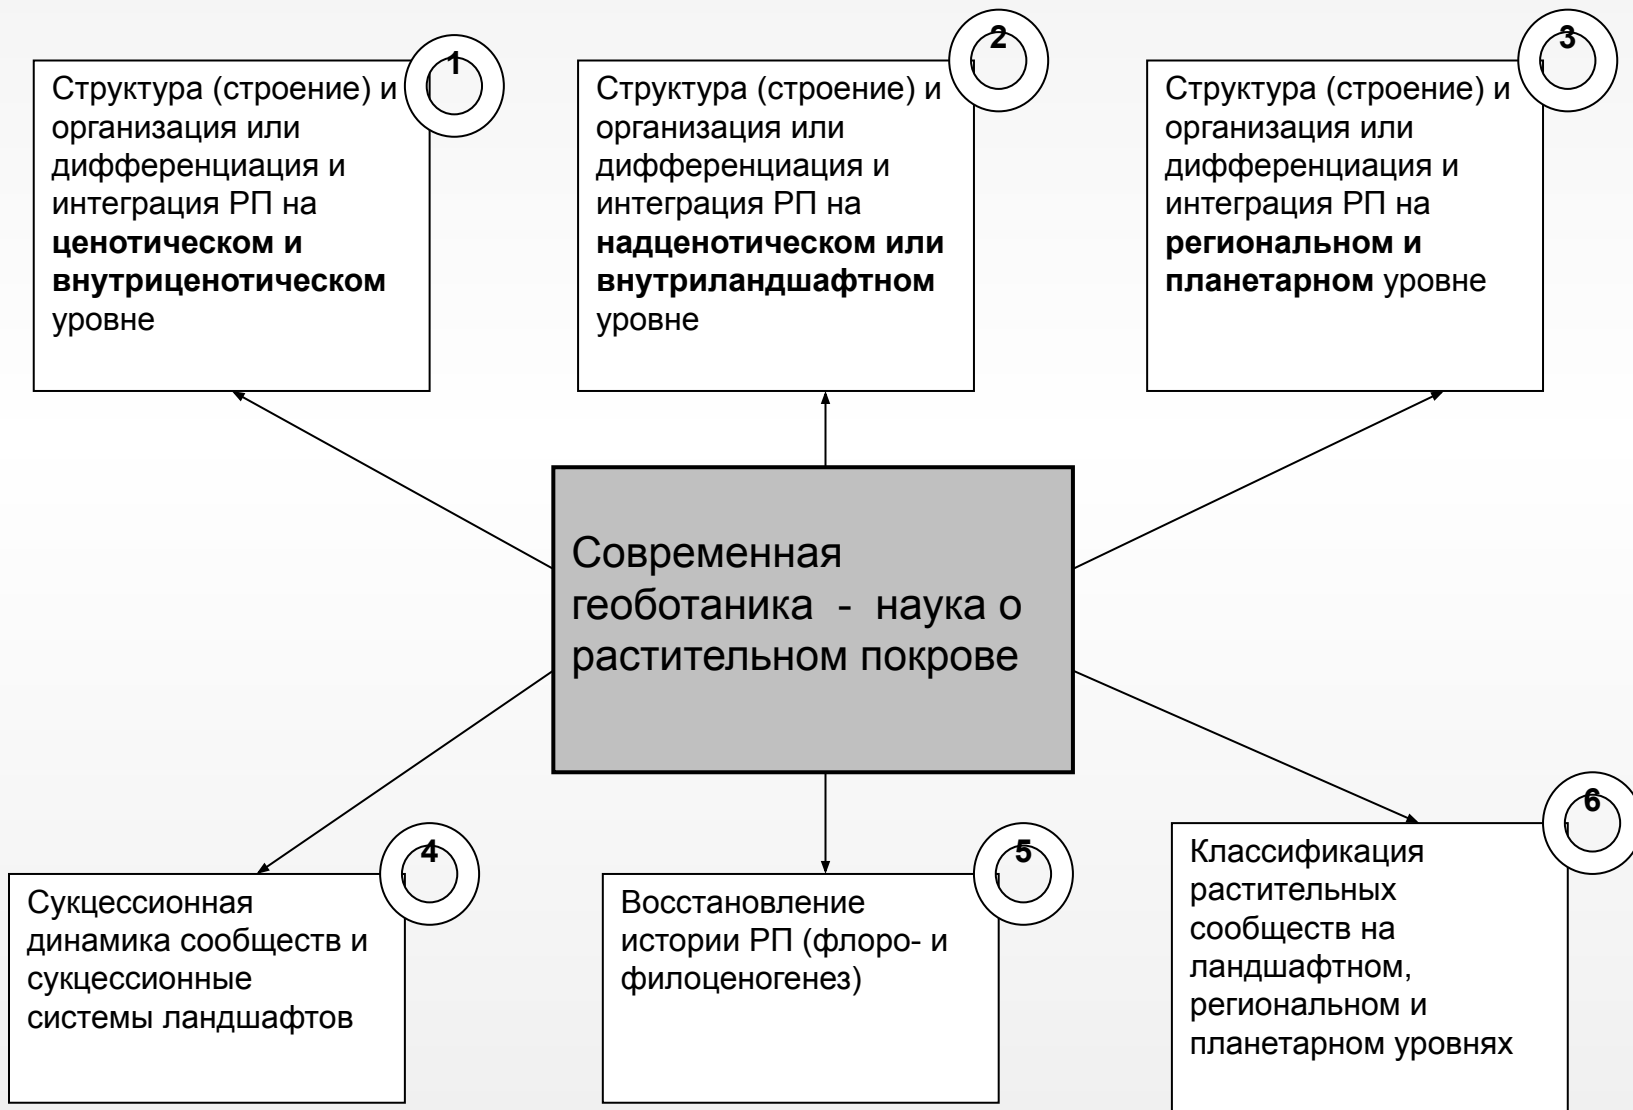 1
Структура (строение) и
организация или
дифференциация и
интеграция РП на
ценотическом и
внутриценотическом
уровне
2
Структура (строение) и
организация или
дифференциация и
интеграция РП на
надценотическом или
внутриландшафтном
уровне
3
Структура (строение) и
организация или
дифференциация и
интеграция РП на
региональном и
планетарном уровне
Современная
геоботаника - наука о
растительном покрове
4
Сукцессионная
динамика сообществ и
сукцессионные
системы ландшафтов
5
Восстановление
истории РП (флоро- и
филоценогенез)
6
Классификация
растительных
сообществ на
ландшафтном,
региональном и
планетарном уровнях